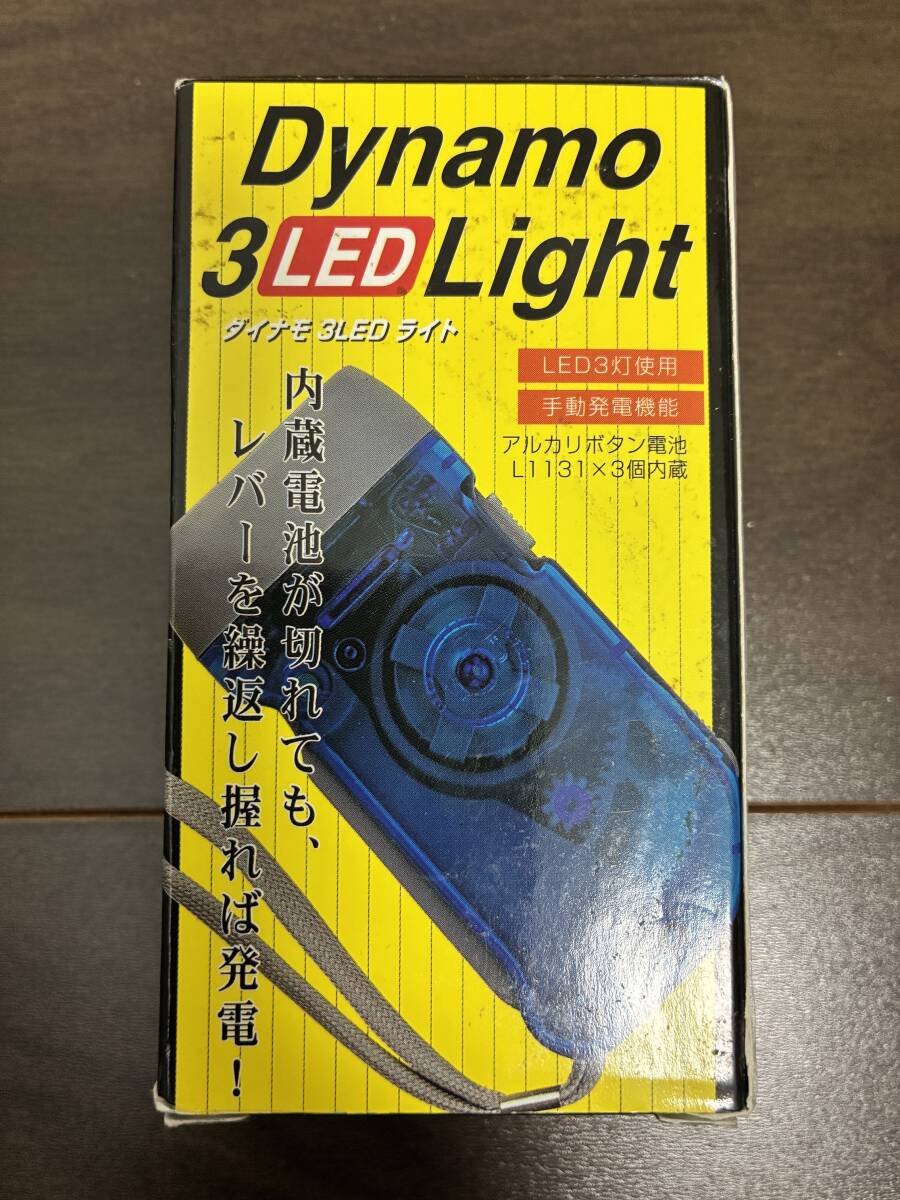 Dynamo
3 LED Light
ダイナモ 3LED ライト
LED3灯使用
手動発電機能
アルカリボタン電池
L1131×3個内蔵
内蔵電池が切れても、
レバーを繰返し握れば発電!